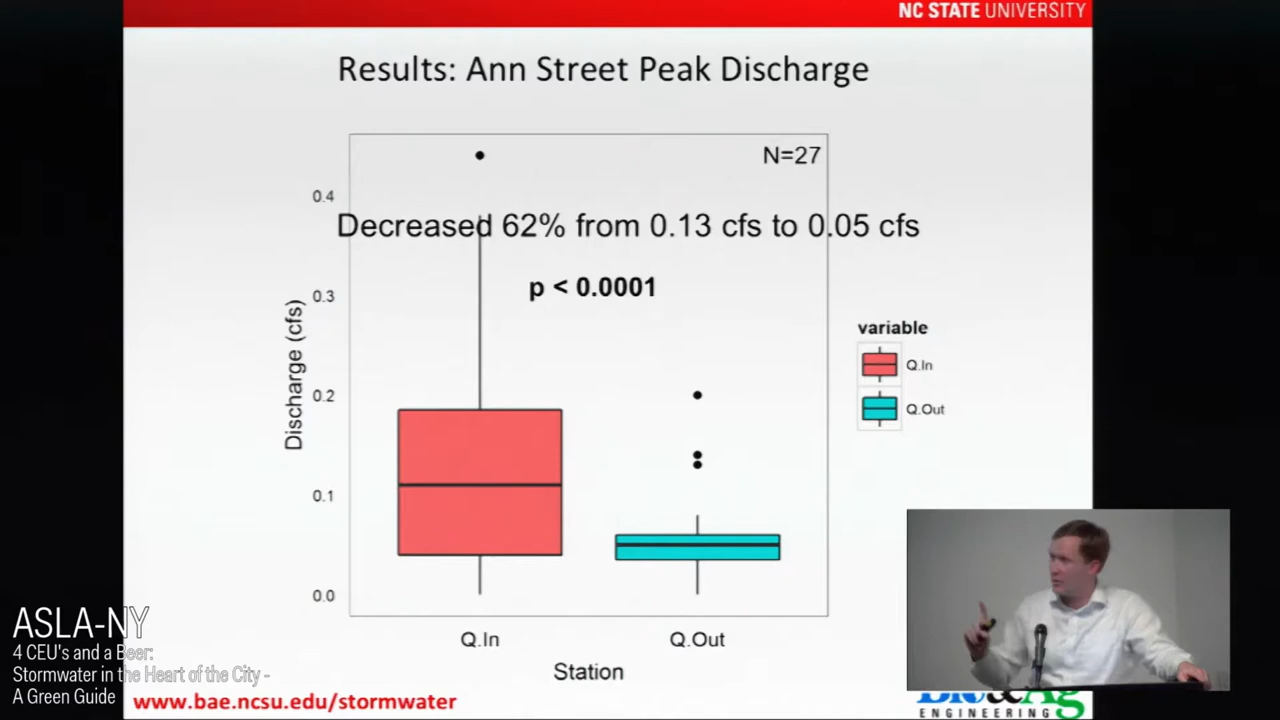 NC STATE UNIVERSITY
Results: Ann Street Peak Discharge
N=27
Decreased 62% from 0.13 cfs to 0.05 cfs
p < 0.0001
Discharge (cfs)
0.4
0.3
0.2
0.1
0.0
variable
Q.In
Q.Out
Q.In
Q.Out
Station
ASLA-NY
4 CEU's and a Beer:
Stormwater in the Heart of the City -
A Green Guide
www.bae.ncsu.edu/stormwater
ENGINEERING